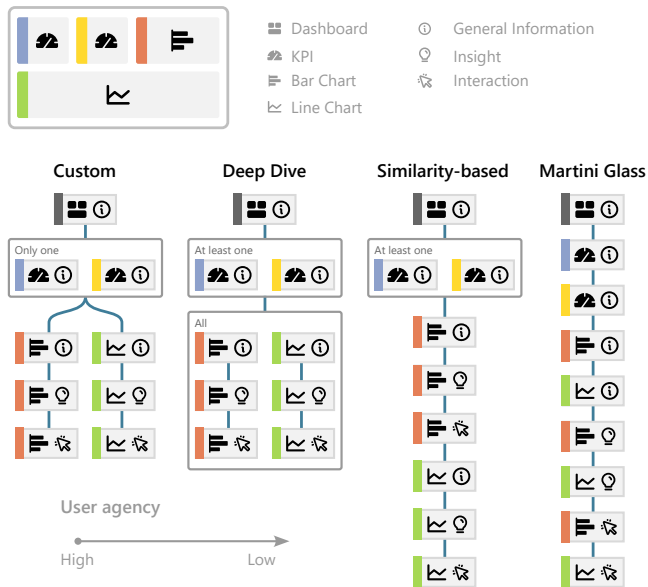 Dashboard
General Information
KPI
Insight
Bar Chart
Interaction
Line Chart
Custom
Deep Dive
Similarity-based
Martini Glass
Only one
At least one
At least one
All
User agency
High
Low